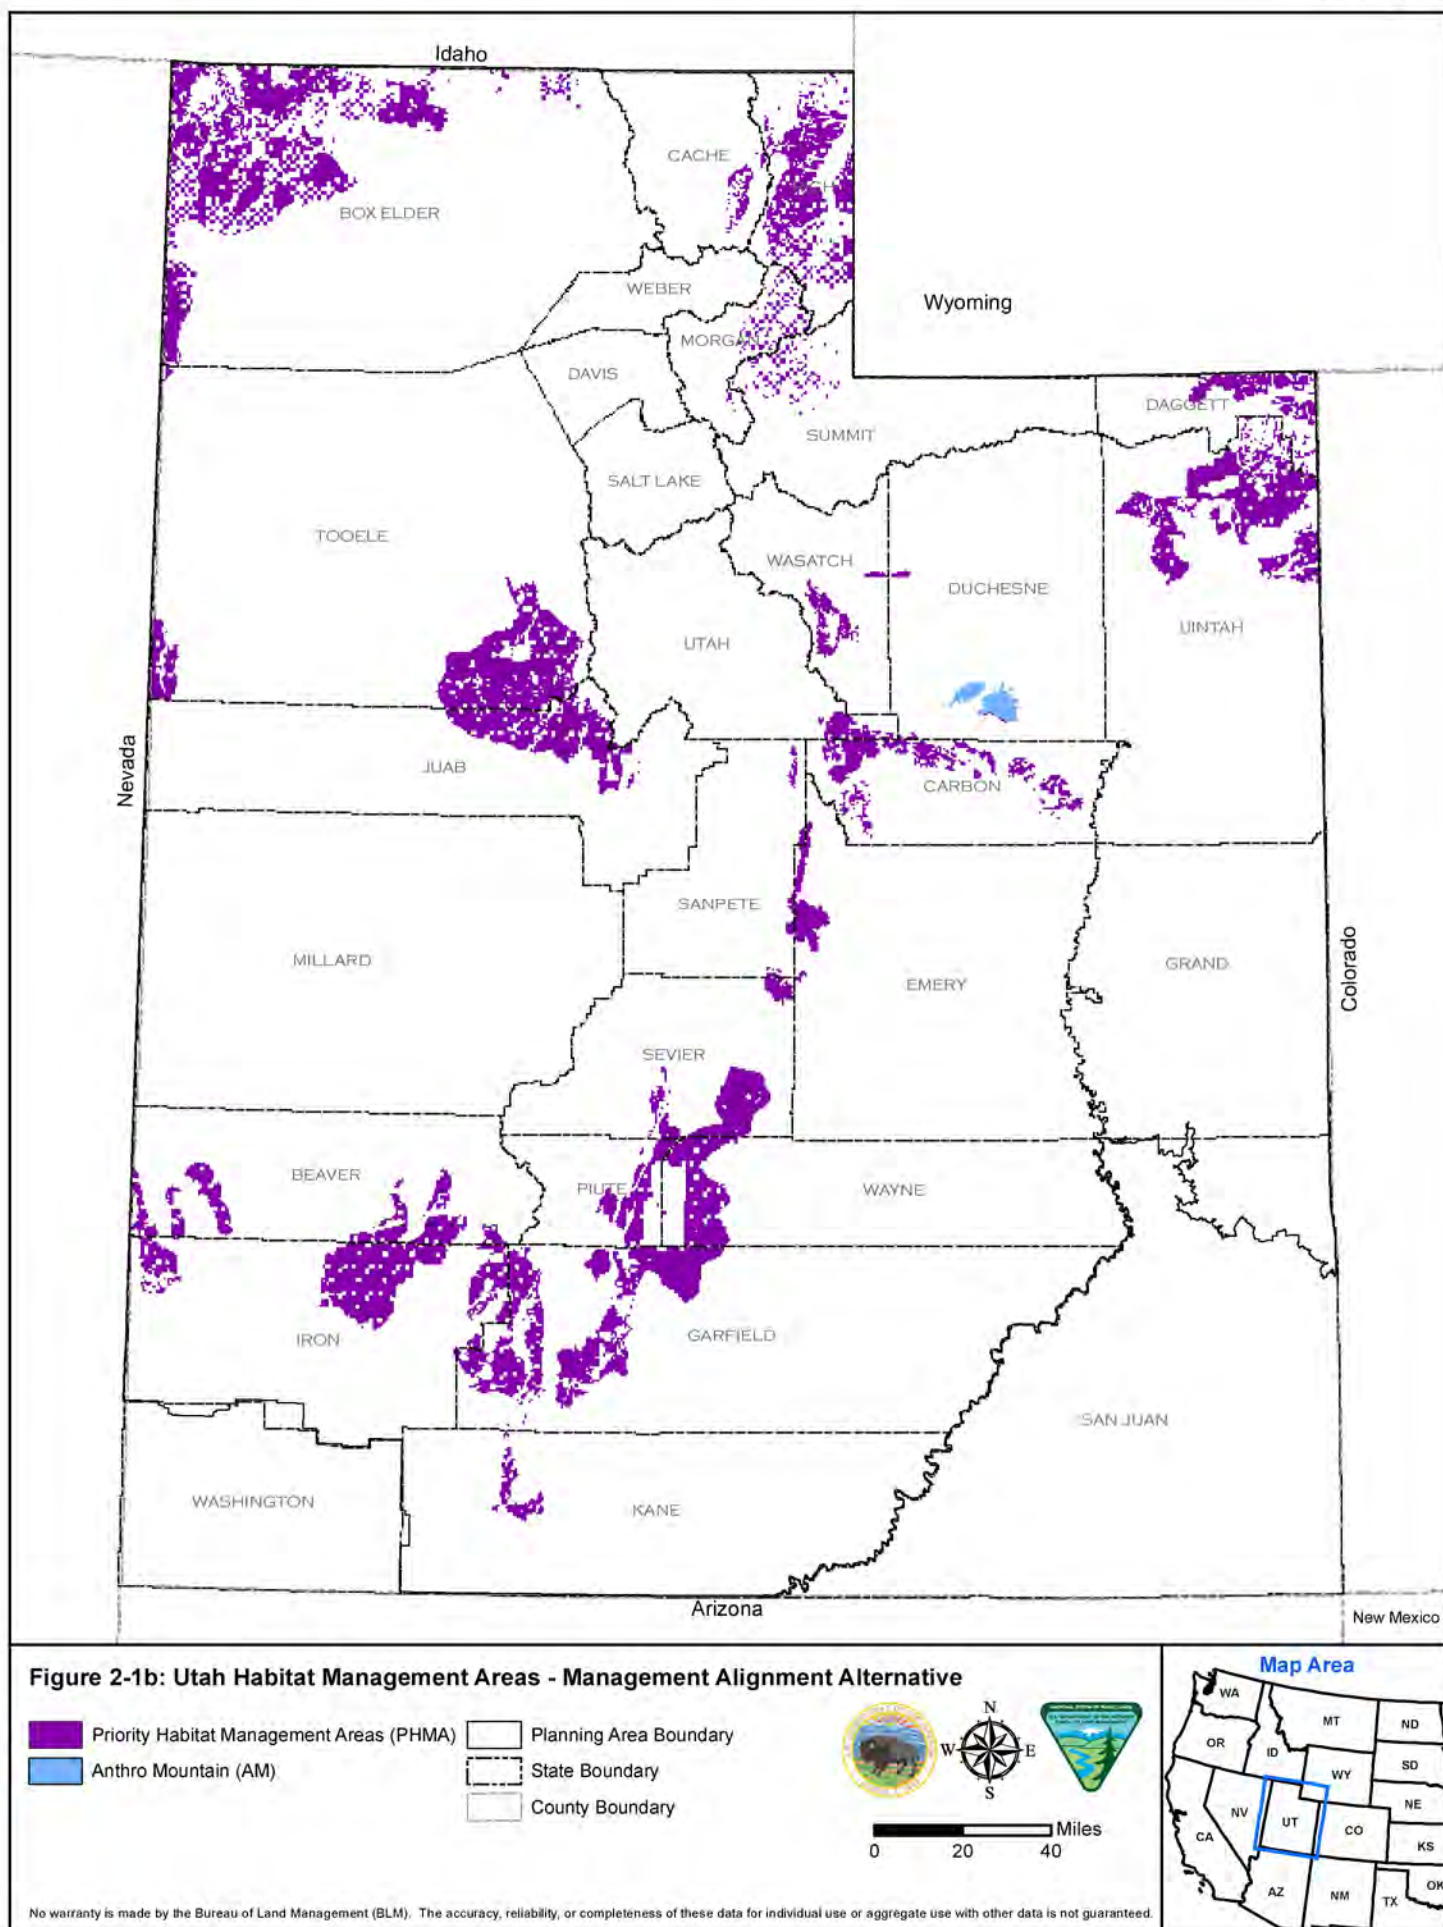 Idaho
CACHE
RICH
BOX ELDER
WEBER
Wyoming
MORGAN
DAVIS
DAGGETT
SUMMIT
SALT LAKE
TOOELE
WASATCH
DUCHESNE
UINTAH
UTAH
Nevada
JUAB
CARBON
SANPETE
MILLARD
GRAND
EMERY
Colorado
SEVIER
BEAVER
PIUTE
WAYNE
IRON
GARFIELD
SAN JUAN
WASHINGTON
KANE
Arizona
New Mexico
Figure 2-1b: Utah Habitat Management Areas - Management Alignment Alternative
Priority Habitat Management Areas (PHMA)
Anthro Mountain (AM)
Planning Area Boundary
State Boundary
County Boundary
N
W E
S
Miles
0 20 40
Map Area
WA
MT
ND
OR
ID
SD
WY
NE
NV
UT
CO
CA
KS
AZ
NM
TX
OK
No warranty is made by the Bureau of Land Management (BLM). The accuracy, reliability, or completeness of these data for individual use or aggregate use with other data is not guaranteed.